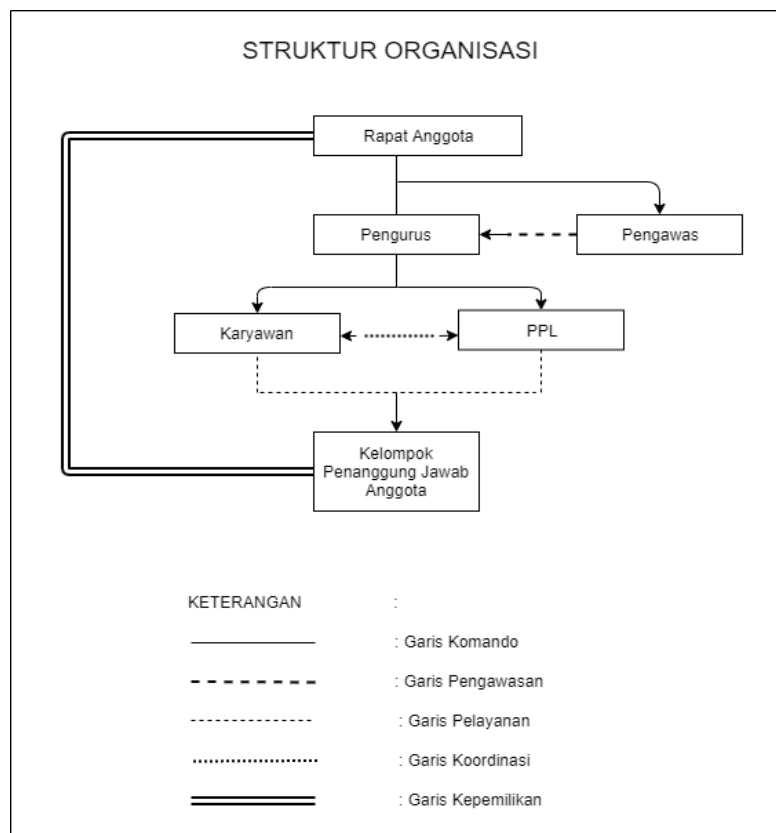 STRUKTUR ORGANISASI
Rapat Anggota
Pengurus
Pengawas
Karyawan
PPL
Kelompok
Penanggung Jawab
Anggota
KETERANGAN :
: Garis Komando
: Garis Pengawasan
: Garis Pelayanan
: Garis Koordinasi
: Garis Kepemilikan